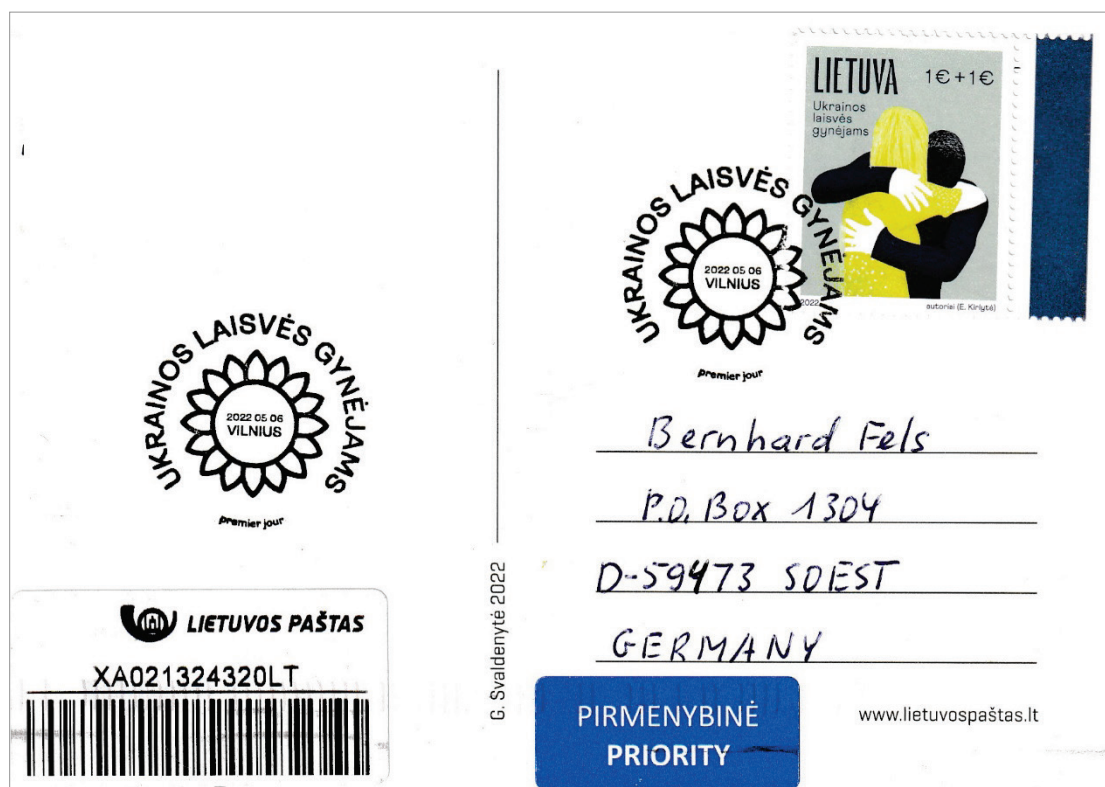 LIETUVA 1€+1€
Ukrainos
laisvės
gynėjams
2022
autoriai (E. Kiriytė)
UKRAINOS LAISVĖS GYNĖJAMS
2022 05 06
VILNIUS
premier jour
UKRAINOS LAISVĖS GYNĖJAMS
2022 05 06
VILNIUS
premier jour
Bernhard Fels
P.O. Box 1304
D-59473 SOEST
GERMANY
LIETUVOS PAŠTAS
XA021324320LT
G. Svaldenytė 2022
PIRMENYBINĖ
PRIORITY
www.lietuvospaštas.lt